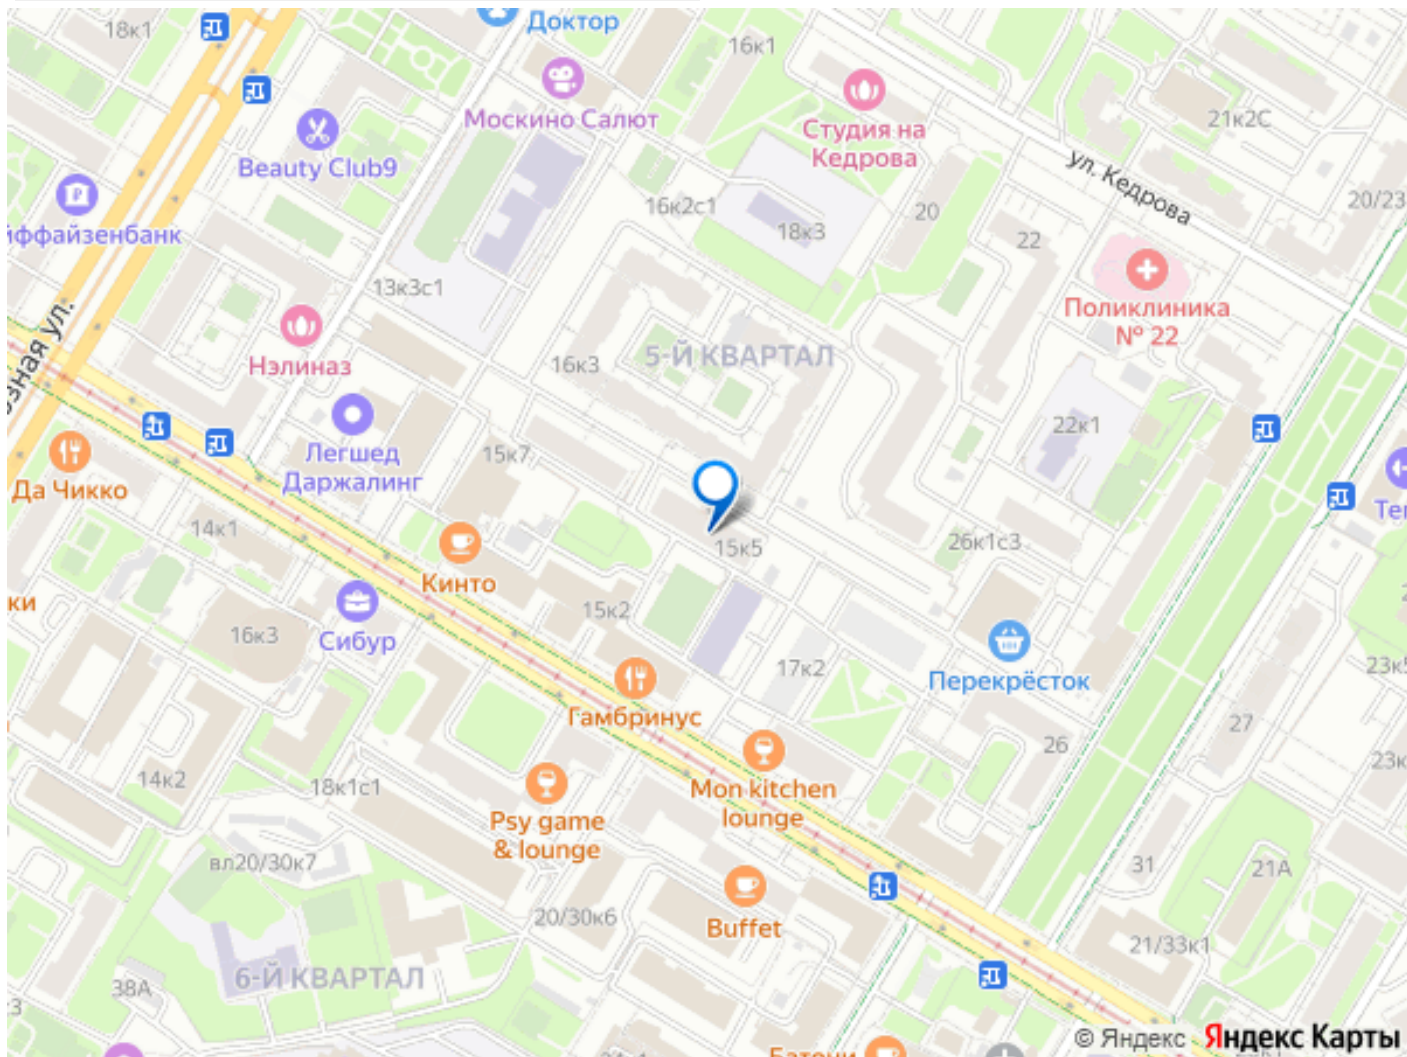 Доктор
18к1
16к1
Москино Салют
Студия на
Кедрова
21к2С
Beauty Club9
ул. Кедрова
йффайзенбанк
16к2с1
18к3
20
22
20/23
13к3с1
Поликлиника
№ 22
Нэлиназ
16к3
5-Й КВАРТАЛ
зная ул.
Легшед
Даржалинг
15к7
22к1
Да Чикко
14к1
15к5
26к1с3
Кинто
ки
15к2
16к3
Сибур
17к2
Перекрёсток
Гамбринус
27
26
14к2
18к1с1
Mon kitchen
lounge
Psy game
& lounge
вл20/30к7
31
21А
20/30к6
Buffet
21/33к1
6-Й КВАРТАЛ
38А
© Яндекс Яндекс Карты